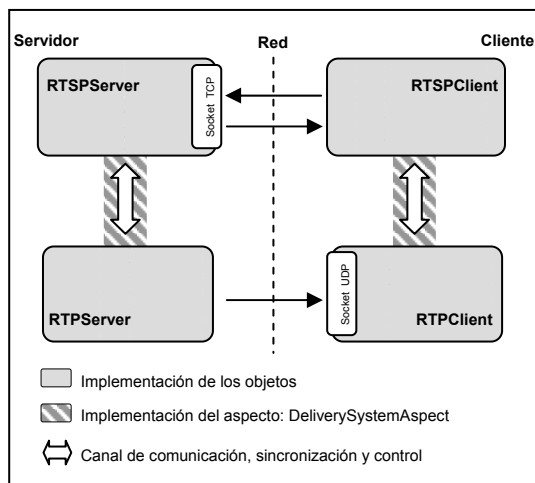 Servidor
Red
Cliente
RTSPServer
Socket TCP
RTSPClient
RTPServer
Socket UDP
RTPClient
Implementación de los objetos
Implementación del aspecto: DeliverySystemAspect
Canal de comunicación, sincronización y control